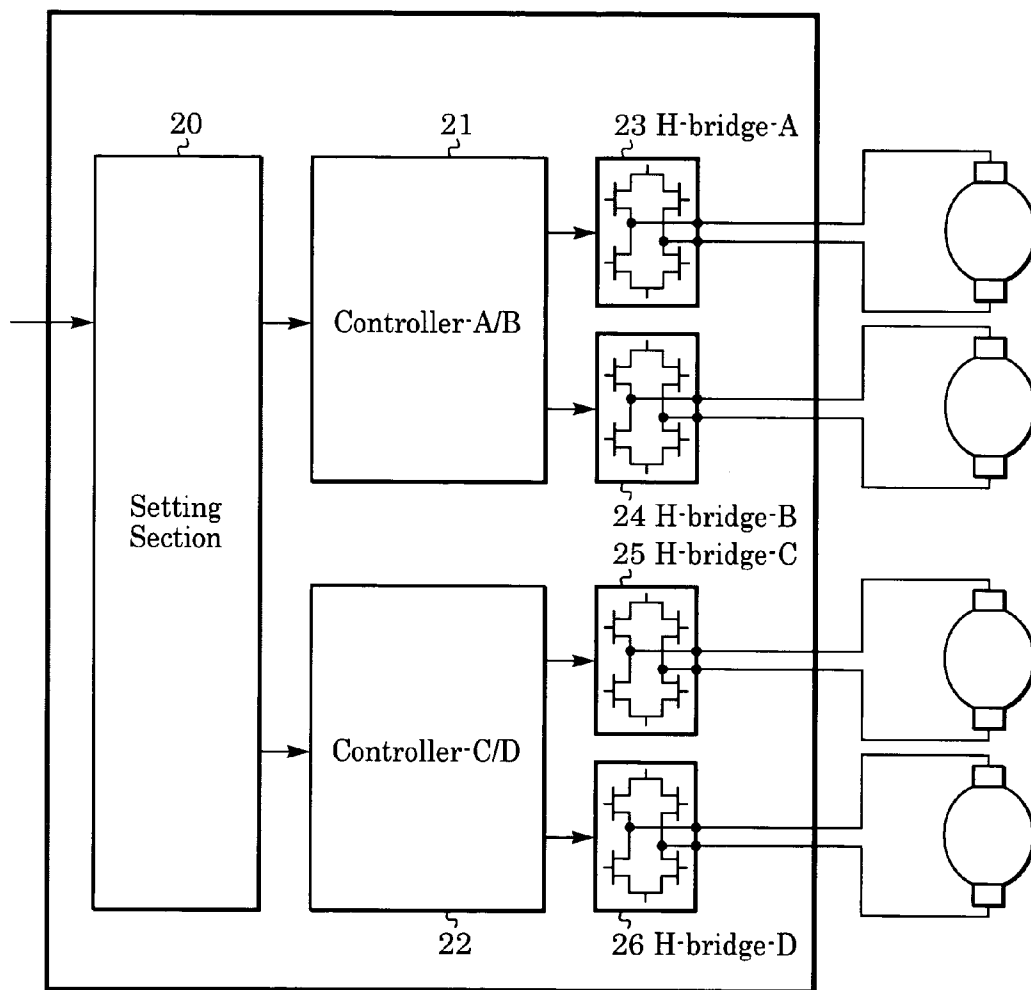 20
21
23 H-bridge-A
Controller-A/B
Setting
Section
24 H-bridge-B
25 H-bridge-C
Controller-C/D
22
26 H-bridge-D